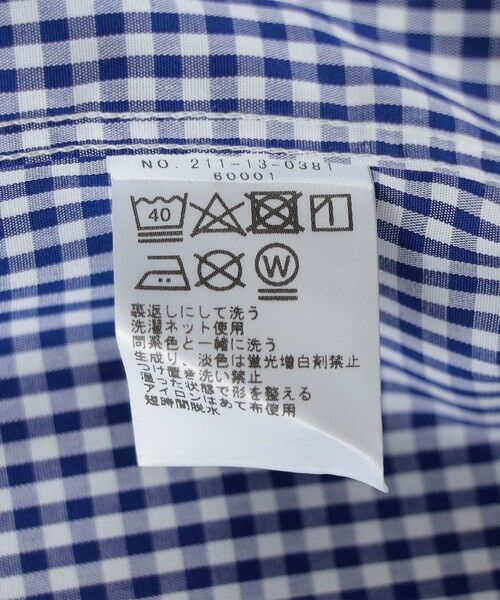 NO. 211-13-0381
60001
40
W
裏返しにして洗う
洗濯ネット使用
同系色と一緒に洗う
生成り、淡色は蛍光増白剤禁止
つけ置き洗い禁止
湿った状態で形を整える
アイロンはあて布使用
短時間脱水